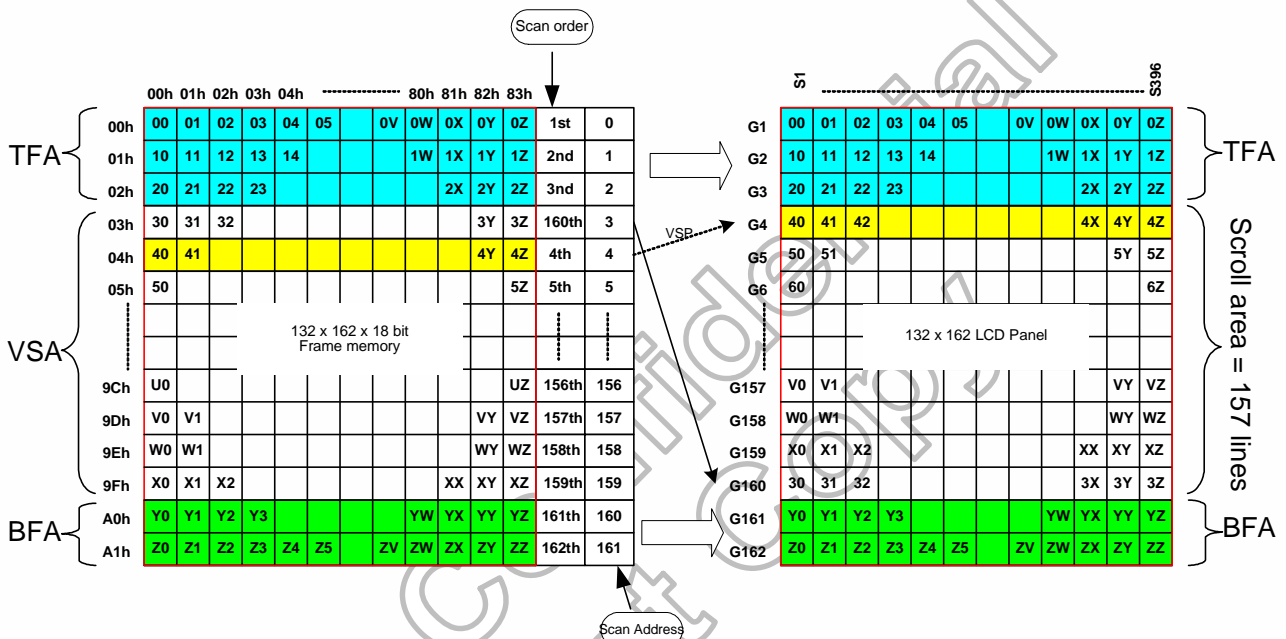 Scan order
00h 01h 02h 03h 04h 80h 81h 82h 83h
S1 S396
00h 00 01 02 03 04 05 0V 0W 0X 0Y 0Z 1st 0
G1 00 01 02 03 04 05 0V 0W 0X 0Y 0Z
TFA
01h 10 11 12 13 14 1W 1X 1Y 1Z 2nd 1
G2 10 11 12 13 14 1W 1X 1Y 1Z
TFA
02h 20 21 22 23 2X 2Y 2Z 3nd 2
G3 20 21 22 23 2X 2Y 2Z
03h 30 31 32 3Y 3Z 160th 3
VSP
G4 40 41 42 4X 4Y 4Z
04h 40 41 4Y 4Z 4th 4
G5 50 51 5Y 5Z
05h 50 5Z 5th 5
G6 60 6Z
VSA
132 x 162 x 18 bit
Frame memory
132 x 162 LCD Panel
Scroll area = 157 lines
9Ch U0 UZ 156th 156
G157 V0 V1 VY VZ
9Dh V0 V1 VY VZ 157th 157
G158 W0 W1 WY WZ
9Eh W0 W1 WY WZ 158th 158
G159 X0 X1 X2 XX XY XZ
9Fh X0 X1 X2 XX XY XZ 159th 159
G160 30 31 32 3X 3Y 3Z
BFA
A0h Y0 Y1 Y2 Y3 YW YX YY YZ 161th 160
G161 Y0 Y1 Y2 Y3 YW YX YY YZ
BFA
A1h Z0 Z1 Z2 Z3 Z4 Z5 ZV ZW ZX ZY ZZ 162th 161
G162 Z0 Z1 Z2 Z3 Z4 Z5 ZV ZW ZX ZY ZZ
Scan Address